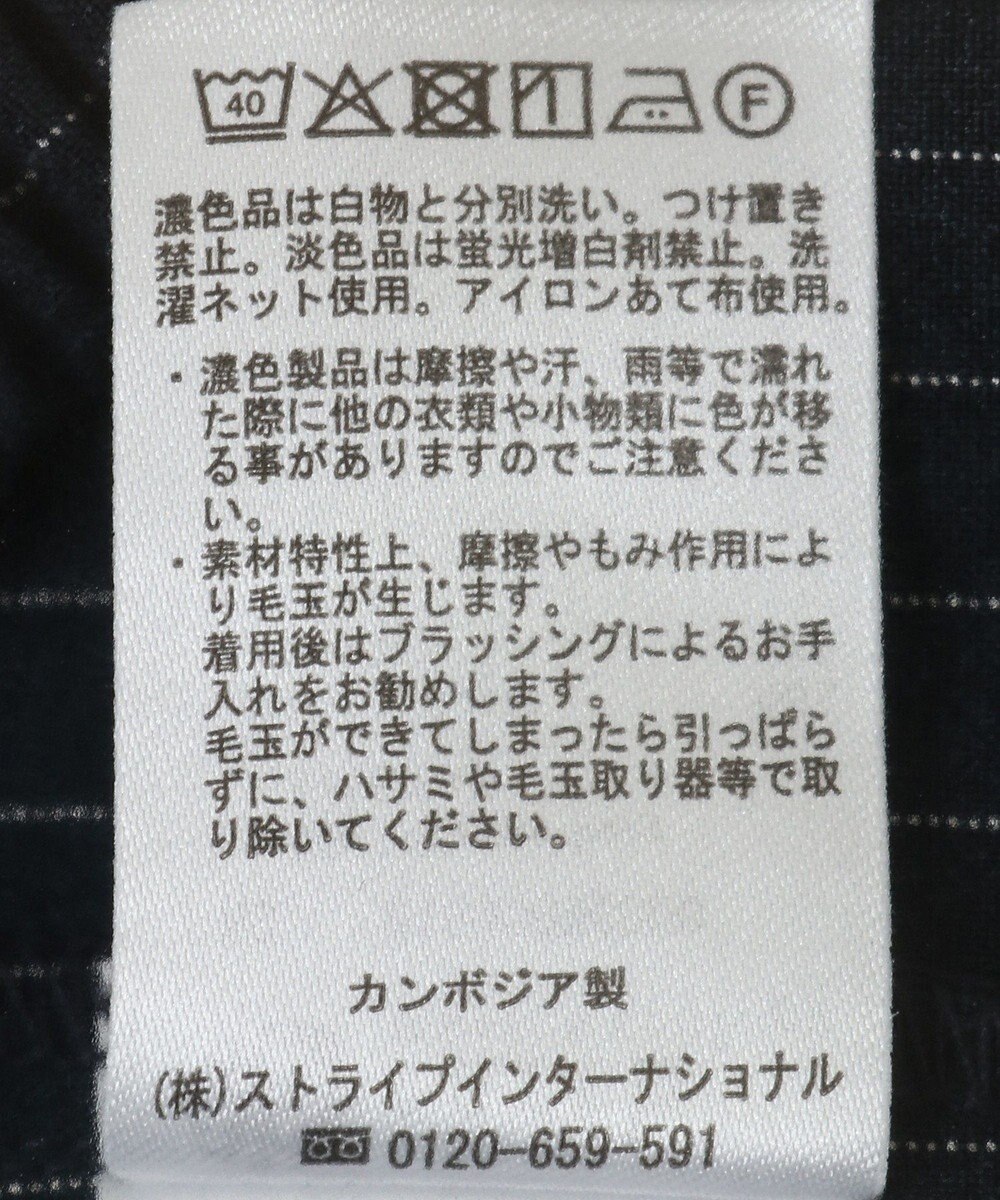 40 F
濃色品は白物と分別洗い。つけ置き
禁止。淡色品は蛍光増白剤禁止。洗
濯ネット使用。アイロンあて布使用。
・濃色製品は摩擦や汗、雨等で濡れ
た際に他の衣類や小物類に色が移
る事がありますのでご注意くださ
い。
・素材特性上、摩擦やもみ作用によ
り毛玉が生じます。
着用後はブラッシングによるお手
入れをお勧めします。
毛玉ができてしまったら引っぱら
ずに、ハサミや毛玉取り器等で取
り除いてください。
カンボジア製
(株)ストライプインターナショナル
0120-659-591